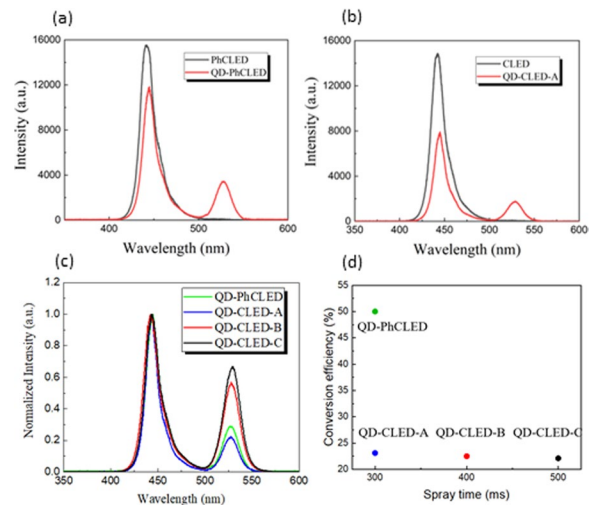 (a)
16000
12000
8000
4000
0
400
450
500
550
600
Intensity (a.u.)
Wavelength (nm)
PhCLED
QD-PhCLED
(b)
16000
12000
8000
4000
0
350
400
450
500
550
600
Intensity (a.u.)
Wavelength (nm)
CLED
QD-CLED-A
(c)
1.2
1.0
0.8
0.6
0.4
0.2
0.0
350
400
450
500
550
600
Normalized Intensity (a.u.)
Wavelength (nm)
QD-PhCLED
QD-CLED-A
QD-CLED-B
QD-CLED-C
(d)
55
50
45
40
35
30
25
20
300
400
500
Conversion efficiency (%)
Spray time (ms)
QD-PhCLED
QD-CLED-A
QD-CLED-B
QD-CLED-C